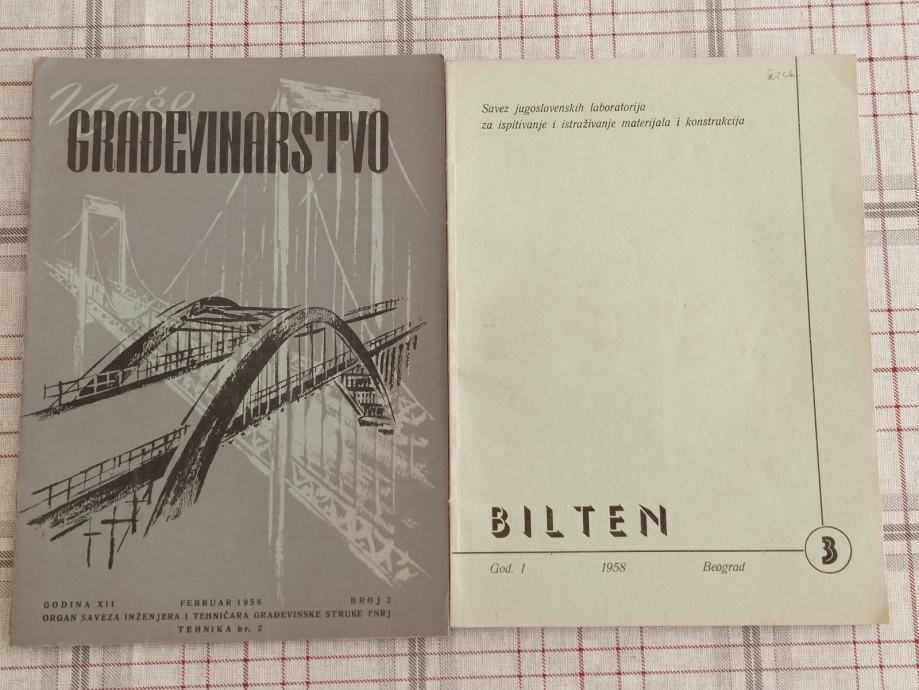 Naše
GRAĐEVINARSTVO
GODINA XII FEBRUAR 1958 BROJ 2
ORGAN SAVEZA INŽENJERA I TEHNIČARA GRAĐEVINSKE STRUKE FNRJ
TEHNIKA br. 2
Savez jugoslovenskih laboratorija
za ispitivanje i istraživanje materijala i konstrukcija
BILTEN
3
God. I 1958 Beograd